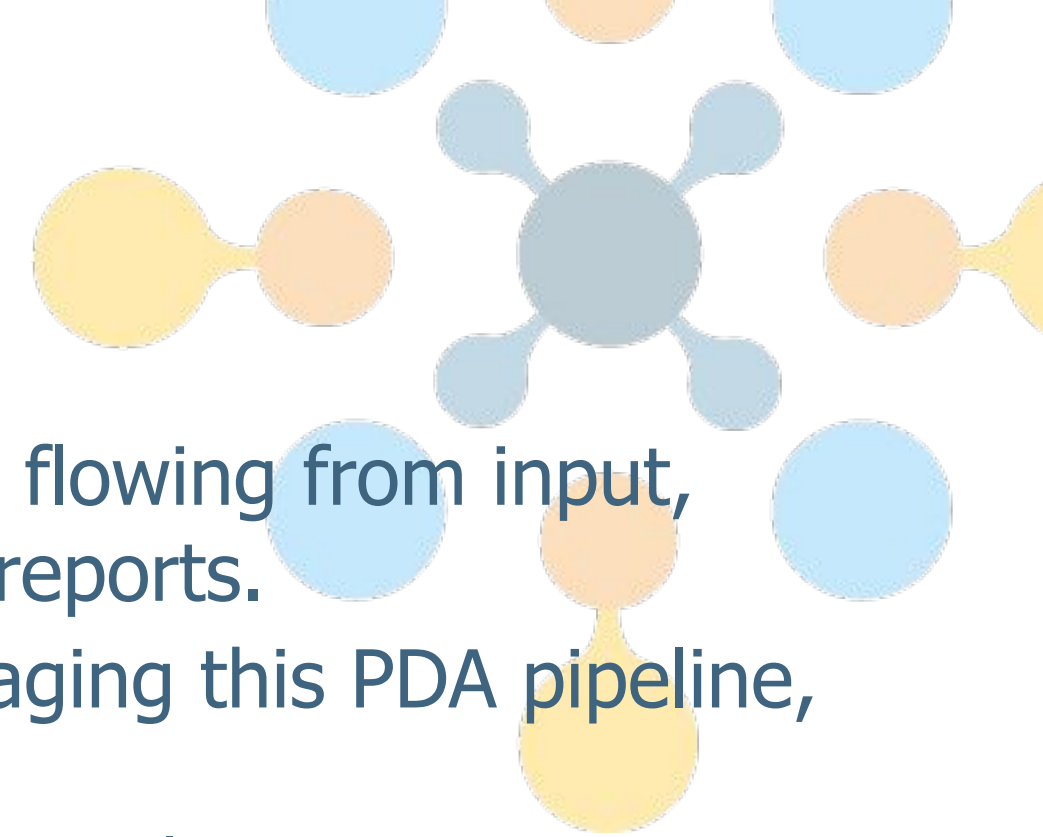 flowing from input,
reports.
aging this PDA pipeline,